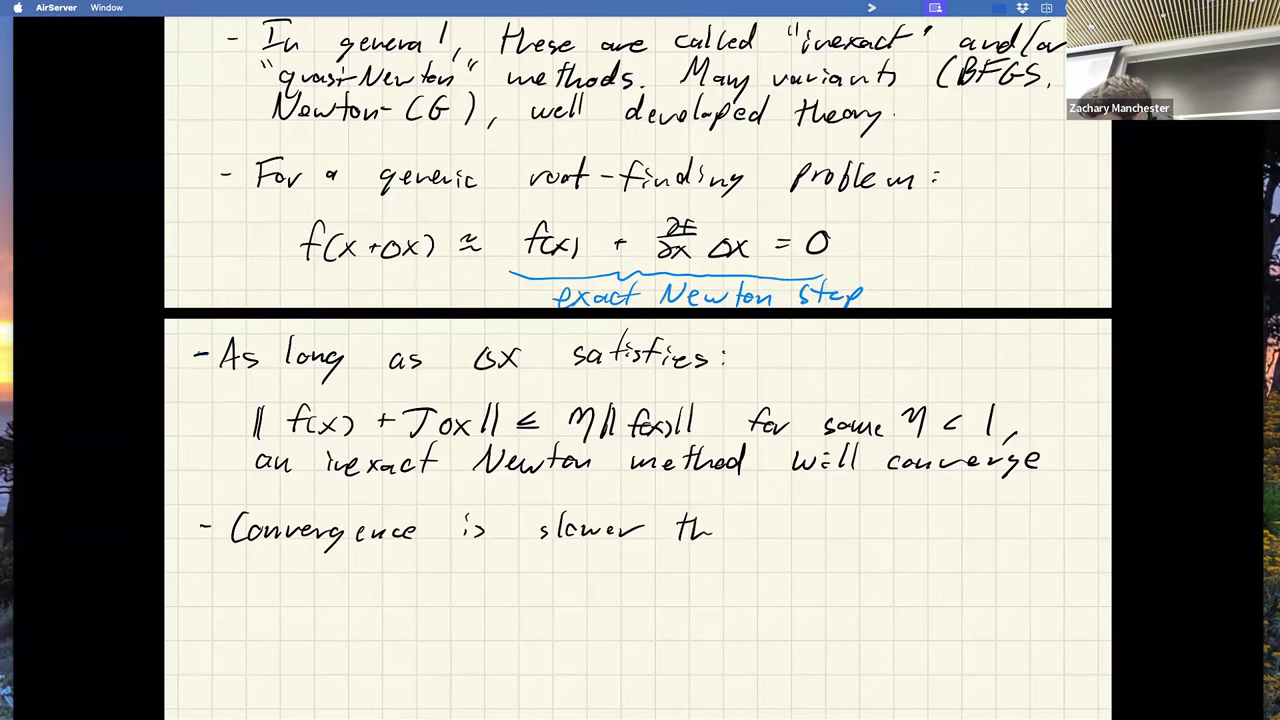 AirServer Window
- In general, these are called "inexact" and/or
"quasi-Newton" methods. Many variants (BFGS,
Newton-CG), well developed theory.
Zachary Manchester
- For a generic root-finding problem:
f(x+Δx) ≈ f(x) + ∂f/∂x Δx = 0
exact Newton step
- As long as Δx satisfies:
|| f(x) + JΔx|| ≤ η||f(x)|| for some η < 1,
an inexact Newton method will converge
- Convergence is slower th